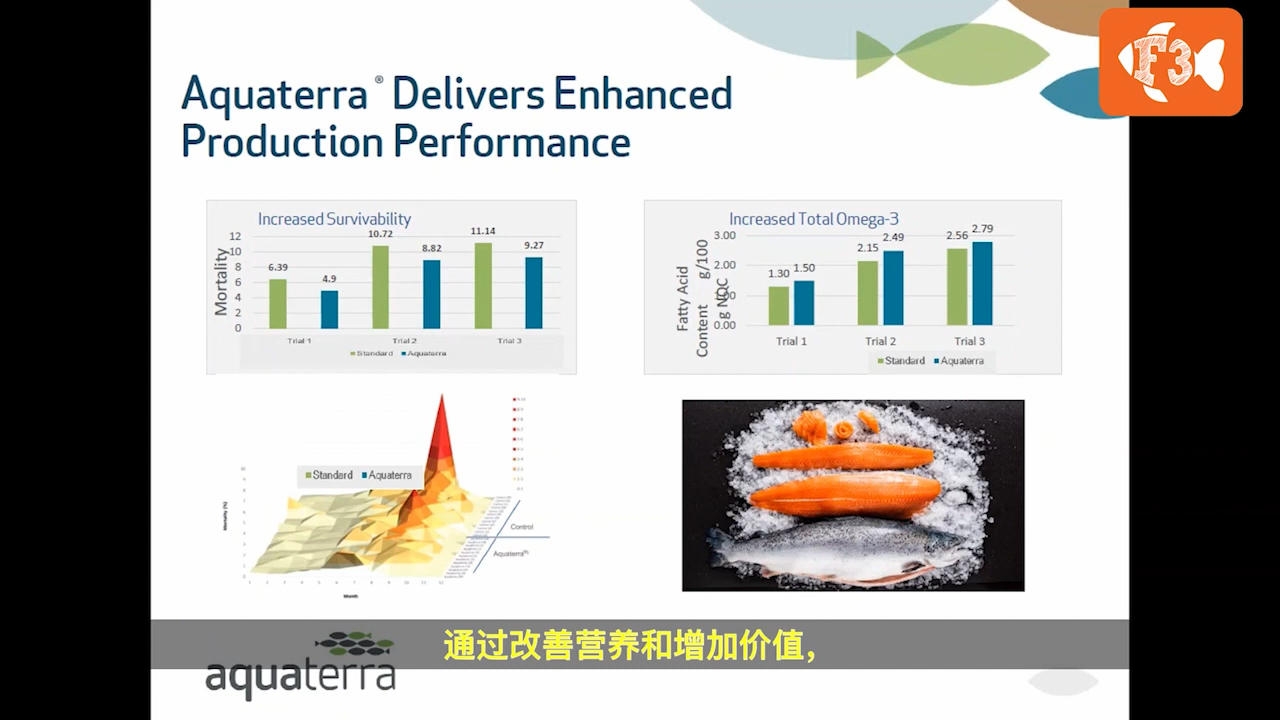 F3
Aquaterra® Delivers Enhanced
Production Performance
Increased Survivability
Mortality
12
10
8
6
4
2
0
6.39
4.9
10.72
8.82
11.14
9.27
Trial 1
Trial 2
Trial 3
Standard
Aquaterra
Increased Total Omega-3
Fatty Acid
Content g/100
g NQC
3.00
2.00
1.00
0.00
1.30
1.50
2.15
2.49
2.56
2.79
Trial 1
Trial 2
Trial 3
Standard
Aquaterra
Standard
Aquaterra
Mortality (%)
Control
Aquaterra
Month
通过改善营养和增加价值,
aquaterra